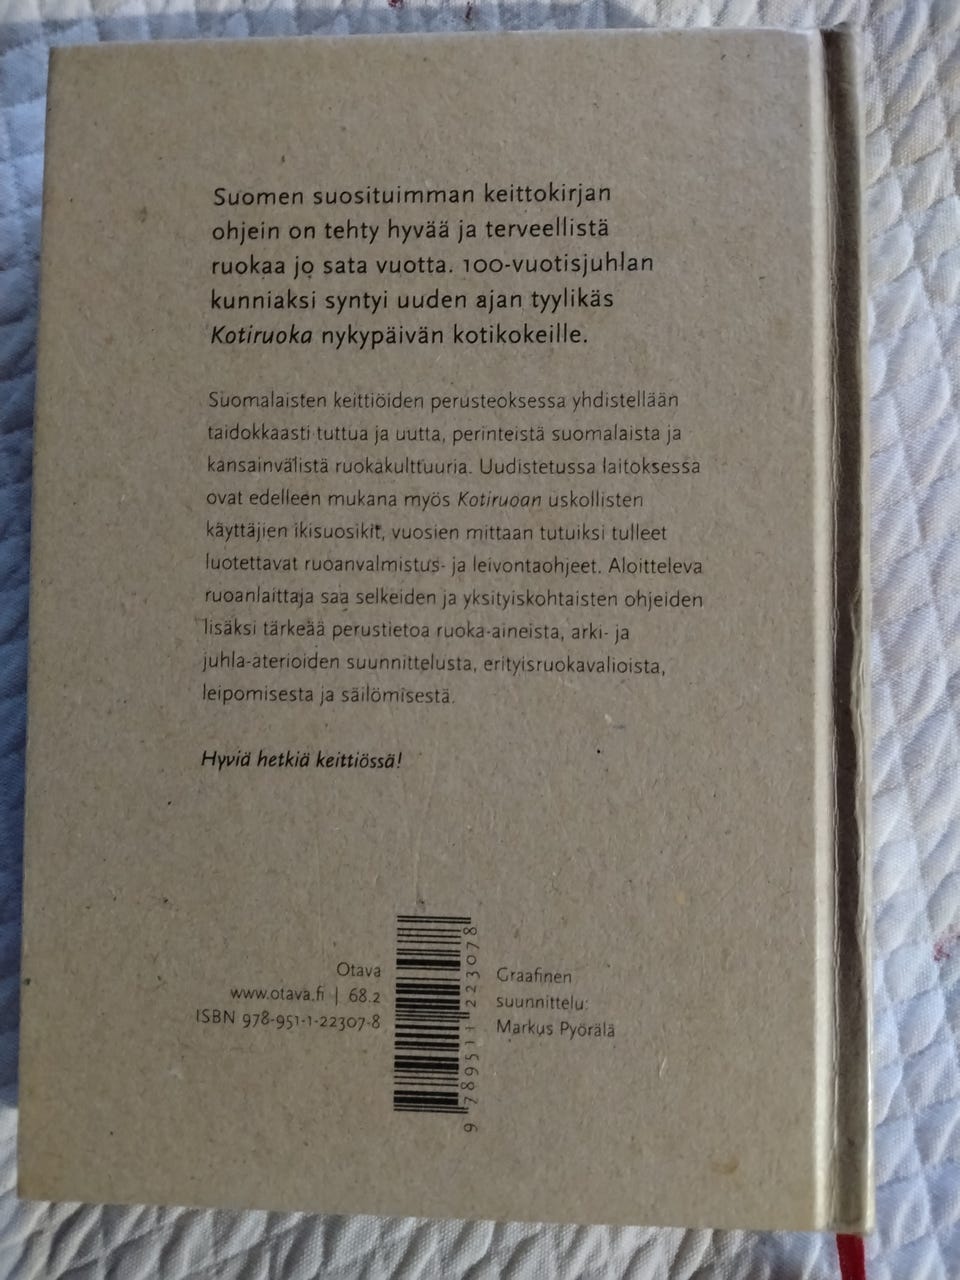 Suomen suosituimman keittokirjan
ohjein on tehty hyvää ja terveellistä
ruokaa jo sata vuotta. 100-vuotisjuhlan
kunniaksi syntyi uuden ajan tyylikäs
Kotiruoka nykypäivän kotikokeille.
Suomalaisten keittiöiden perusteoksessa yhdistellään
taidokkaasti tuttua ja uutta, perinteistä suomalaista ja
kansainvälistä ruokakulttuuria. Uudistetussa laitoksessa
ovat edelleen mukana myös Kotiruoan uskollisten
käyttäjien ikisuosikit, vuosien mittaan tutuiksi tulleet
luotettavat ruoanvalmistus- ja leivontaohjeet. Aloitteleva
ruoanlaittaja saa selkeiden ja yksityiskohtaisten ohjeiden
lisäksi tärkeää perustietoa ruoka-aineista, arki- ja
juhla-aterioiden suunnittelusta, erityisruokavalioista,
leipomisesta ja säilömisestä.
Hyviä hetkiä keittiössä!
Otava
www.otava.fi | 68.2
ISBN 978-951-1-22307-8
9 789511 223078
Graafinen
suunnittelu:
Markus Pyörälä